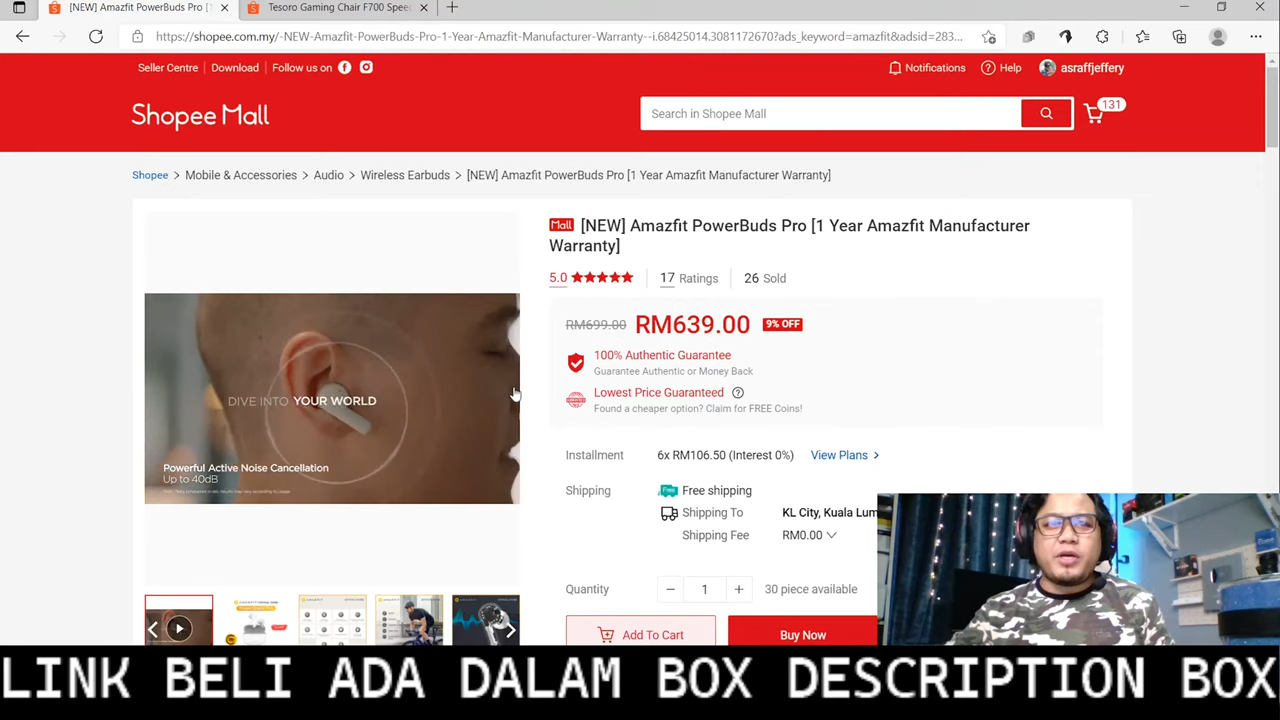 [NEW] Amazfit PowerBuds Pro [1
Tesoro Gaming Chair F700 Spee
https://shopee.com.my/-NEW-Amazfit-PowerBuds-Pro-1-Year-Amazfit-Manufacturer-Warranty--i.68425014.3081172670?ads_keyword=amazfit&adsid=283...
Seller Centre | Download | Follow us on
Notifications Help asraffjeffery
Shopee Mall
Search in Shopee Mall
131
Shopee > Mobile & Accessories > Audio > Wireless Earbuds > [NEW] Amazfit PowerBuds Pro [1 Year Amazfit Manufacturer Warranty]
Mall [NEW] Amazfit PowerBuds Pro [1 Year Amazfit Manufacturer
Warranty]
5.0 17 Ratings 26 Sold
RM699.00 RM639.00 9% OFF
100% Authentic Guarantee
Guarantee Authentic or Money Back
Lowest Price Guaranteed ?
Found a cheaper option? Claim for FREE Coins!
DIVE INTO YOUR WORLD
Powerful Active Noise Cancellation
Up to 40dB
Installment 6x RM106.50 (Interest 0%) View Plans >
Shipping Free shipping
Shipping To KL City, Kuala Lum
Shipping Fee RM0.00
Quantity − 1 + 30 piece available
Add To Cart Buy Now
LINK BELI ADA DALAM BOX DESCRIPTION BOX